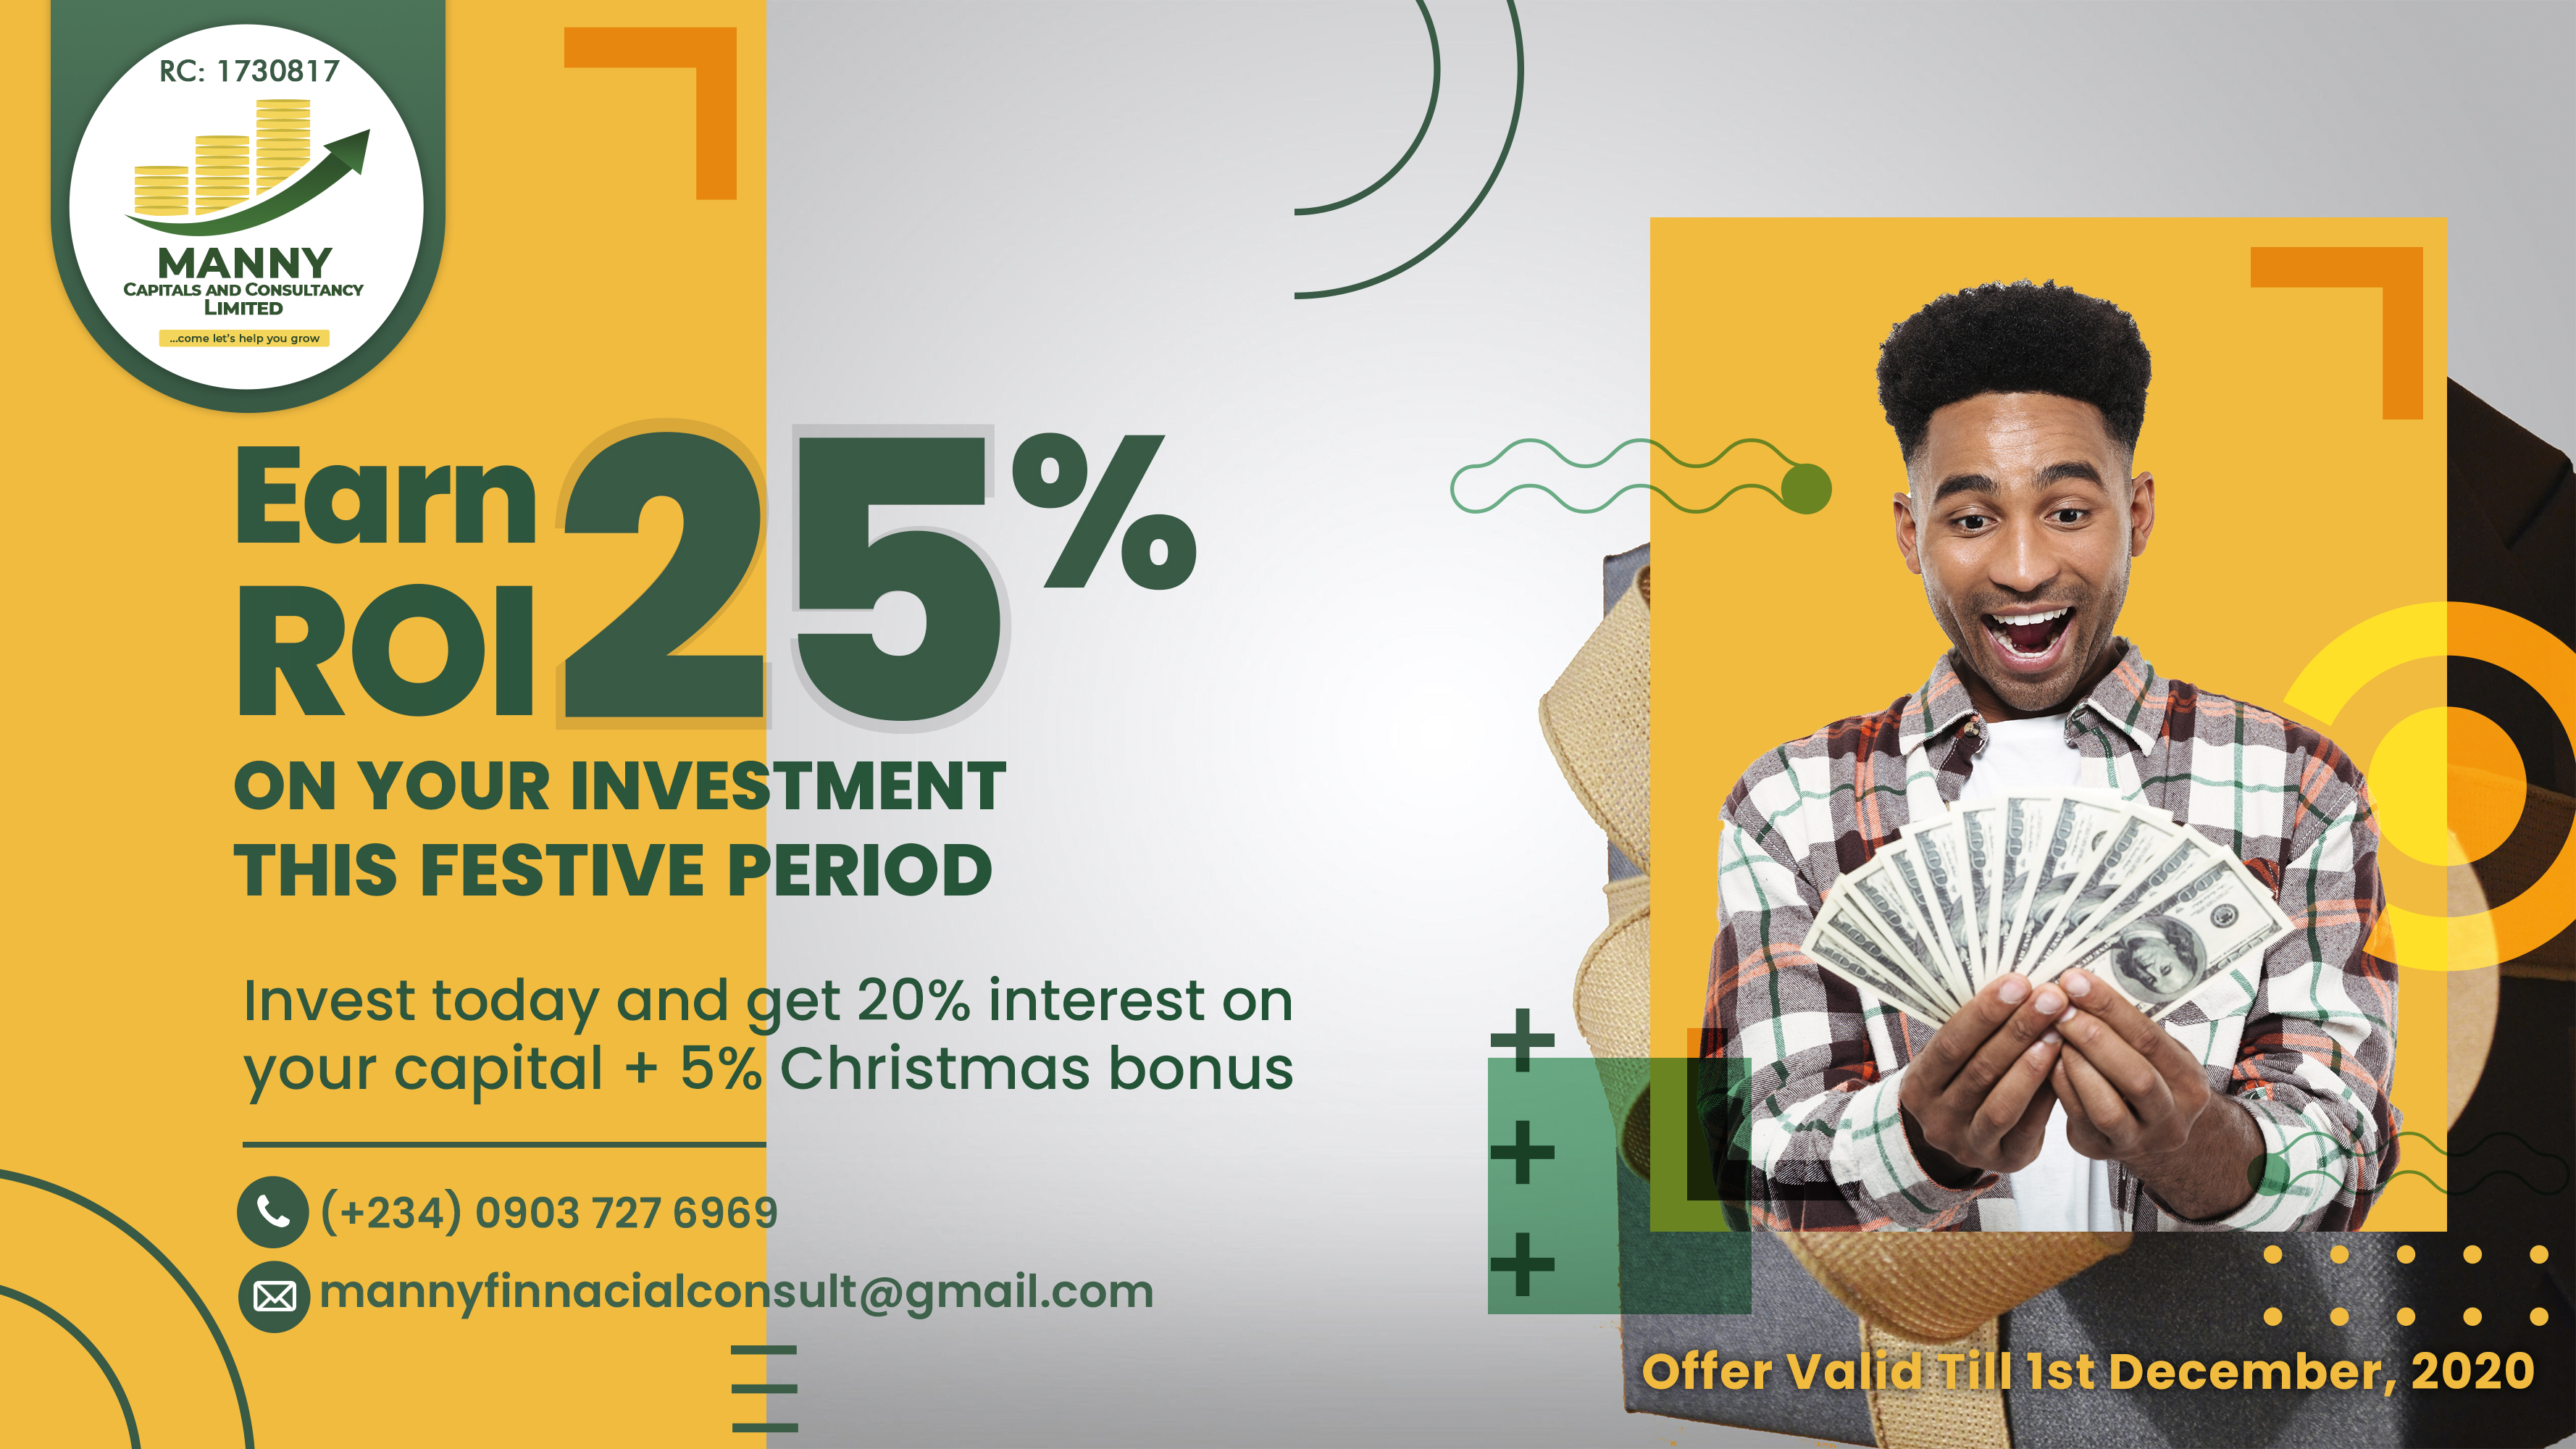 RC: 1730817
MANNY
CAPITALS AND CONSULTANCY
LIMITED
...come let's help you grow
Earn 25%
ROI
ON YOUR INVESTMENT
THIS FESTIVE PERIOD
Invest today and get 20% interest on
your capital + 5% Christmas bonus
(+234) 0903 727 6969
mannyfinnacialconsult@gmail.com
Offer Valid Till 1st December, 2020